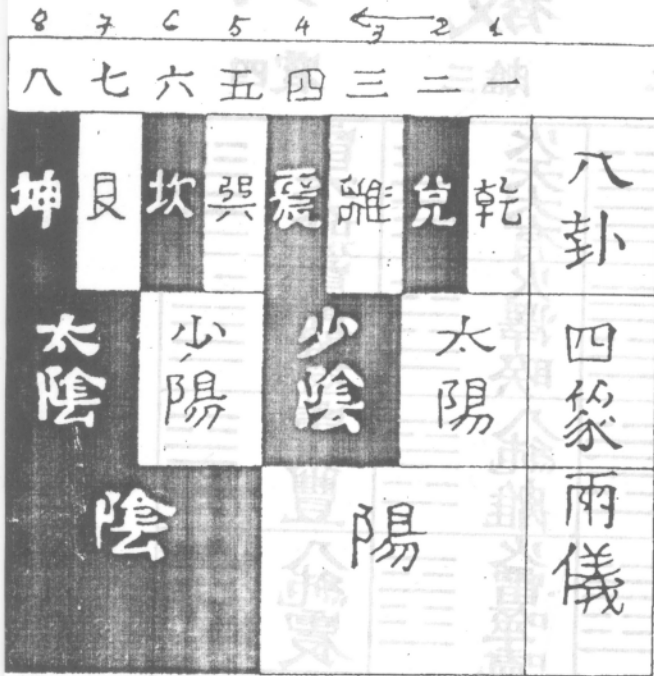 8 7 6 5 4 3 2 1
八 七 六 五 四 三 二 一
坤 艮 坎 巽 震 離 兌 乾 八卦
太陰 少陽 少陰 太陽 四象
陰 陽 兩儀